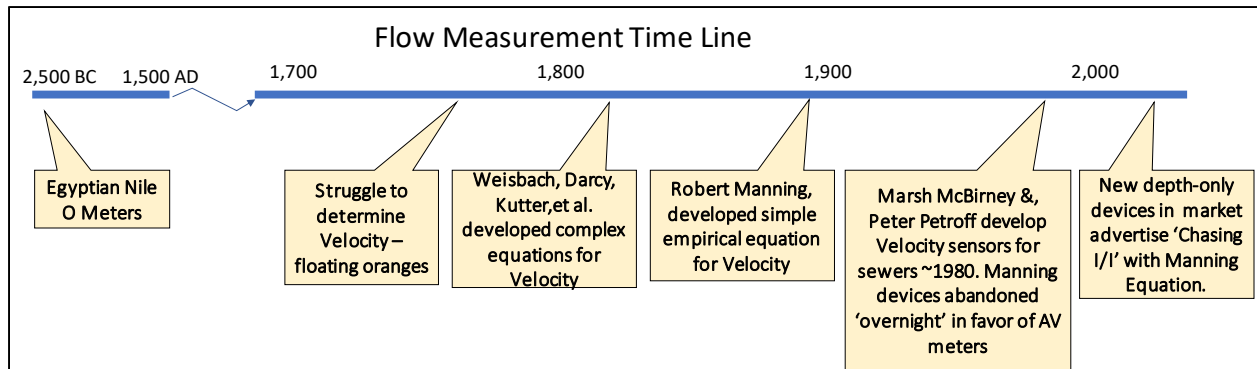 Flow Measurement Time Line
2,500 BC
1,500 AD
1,700
1,800
1,900
2,000
Egyptian Nile
O Meters
Struggle to
determine Velocity –
floating oranges
Weisbach, Darcy,
Kutter,et al.
developed complex
equations for
Velocity
Robert Manning,
developed simple
empirical equation
for Velocity
Marsh McBirney &,
Peter Petroff develop
Velocity sensors for
sewers ~1980. Manning
devices abandoned
‘overnight’ in favor of AV
meters
New depth-only
devices in market
advertise ‘Chasing
I/I’ with Manning
Equation.